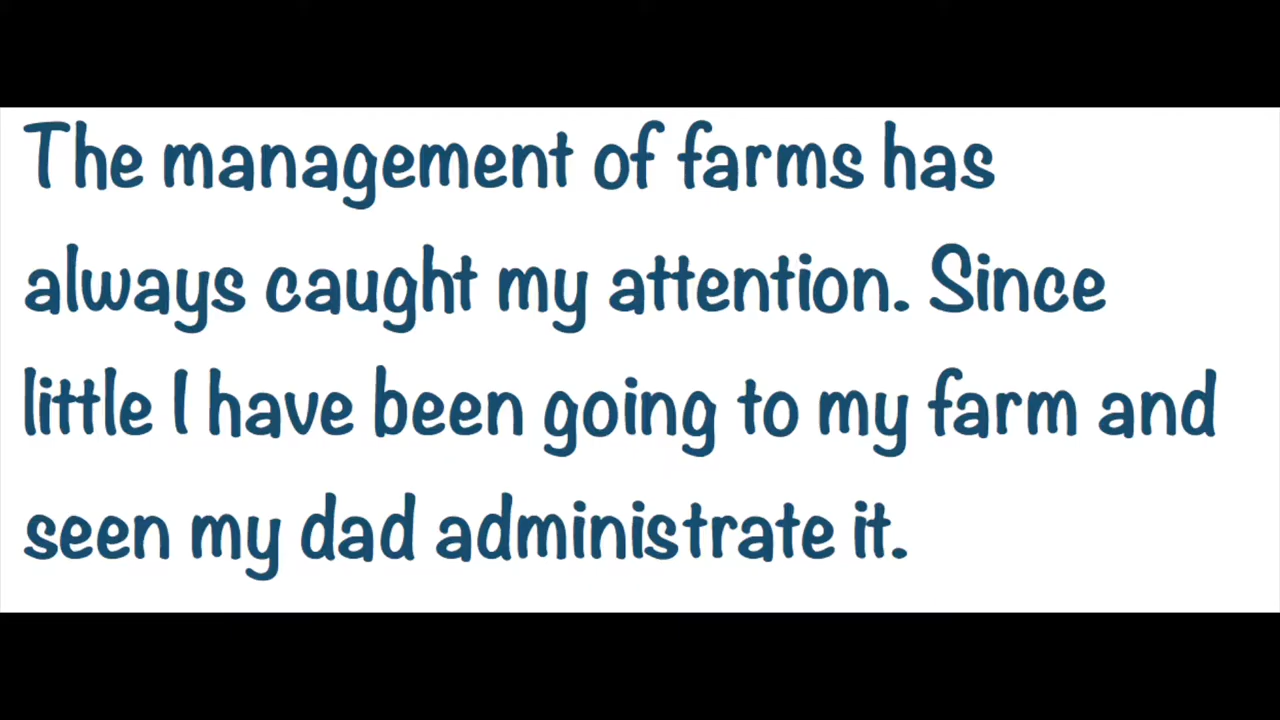 The management of farms has
always caught my attention. Since
little I have been going to my farm and
seen my dad administrate it.